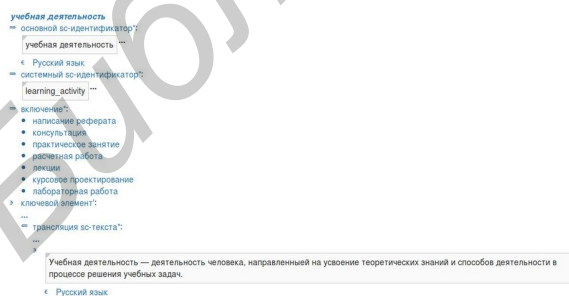 учебная деятельность
= основной sc-идентификатор*:
учебная деятельность ...
є Русский язык
= системный sc-идентификатор*:
learning_activity ...
= включение*:
• написание реферата
• консультация
• практическое занятие
• расчетная работа
• лекции
• курсовое проектирование
• лабораторная работа
› ключевой элемент':
...
= трансляция sc-текста*:
...
›
Учебная деятельность — деятельность человека, направленней на усвоение теоретических знаний и способов деятельности в
процессе решения учебных задач.
є Русский язык